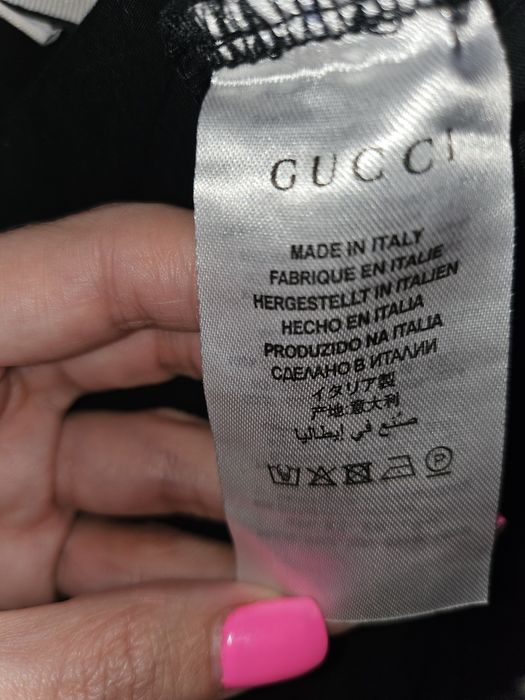 GUCCI
MADE IN ITALY
FABRIQUE EN ITALIE
HERGESTELLT IN ITALIEN
HECHO EN ITALIA
PRODUZIDO NA ITALIA
СДЕЛАНО В ИТАЛИИ
イタリア製
产地:意大利
صنع في إيطاليا
P